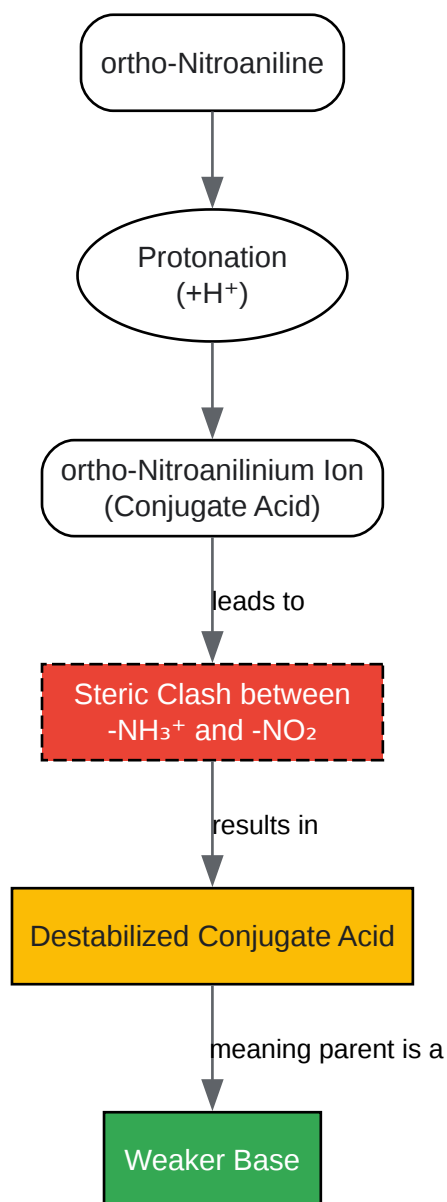 ortho-Nitroaniline
Protonation
(+H⁺)
ortho-Nitroanilinium Ion
(Conjugate Acid)
leads to
Steric Clash between
-NH₃⁺ and -NO₂
results in
Destabilized Conjugate Acid
meaning parent is a
Weaker Base